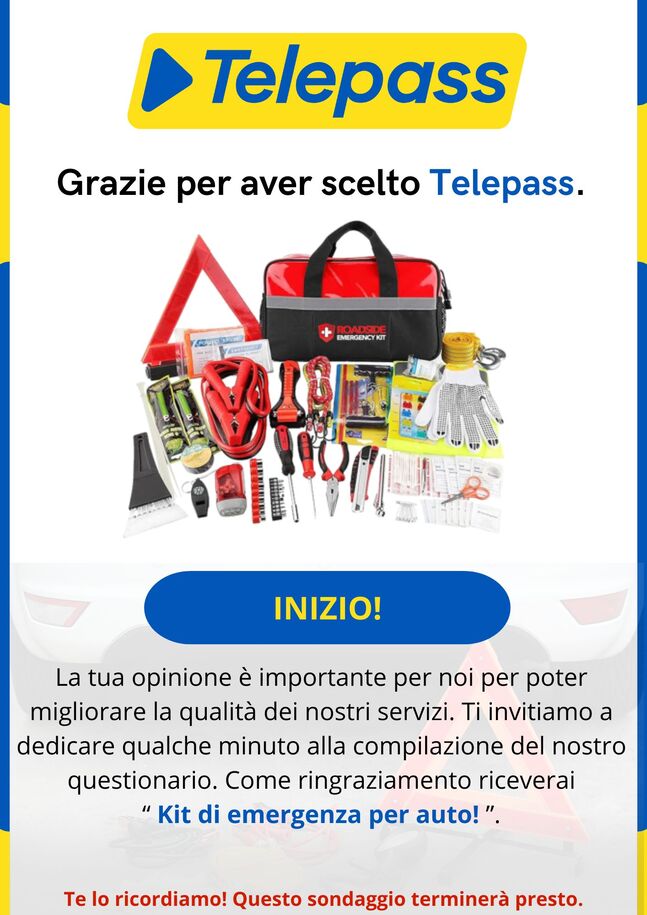 Telepass
Grazie per aver scelto Telepass.
ROADSIDE
EMERGENCY KIT
INIZIO!
La tua opinione è importante per noi per poter
migliorare la qualità dei nostri servizi. Ti invitiamo a
dedicare qualche minuto alla compilazione del nostro
questionario. Come ringraziamento riceverai
“ Kit di emergenza per auto! ”.
Te lo ricordiamo! Questo sondaggio terminerà presto.